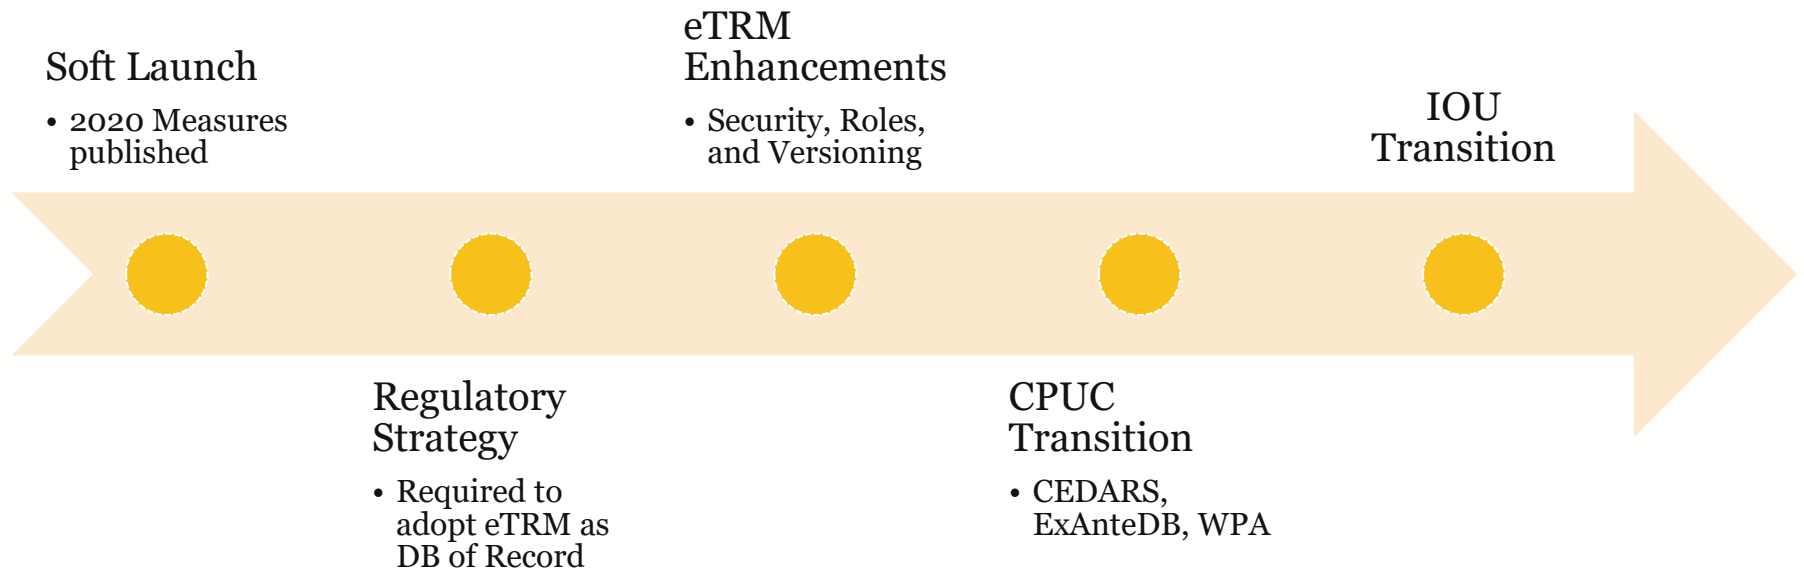 Soft Launch
• 2020 Measures
published
Regulatory
Strategy
• Required to
adopt eTRM as
DB of Record
eTRM
Enhancements
• Security, Roles,
and Versioning
CPUC
Transition
• CEDARS,
ExAnteDB, WPA
IOU
Transition